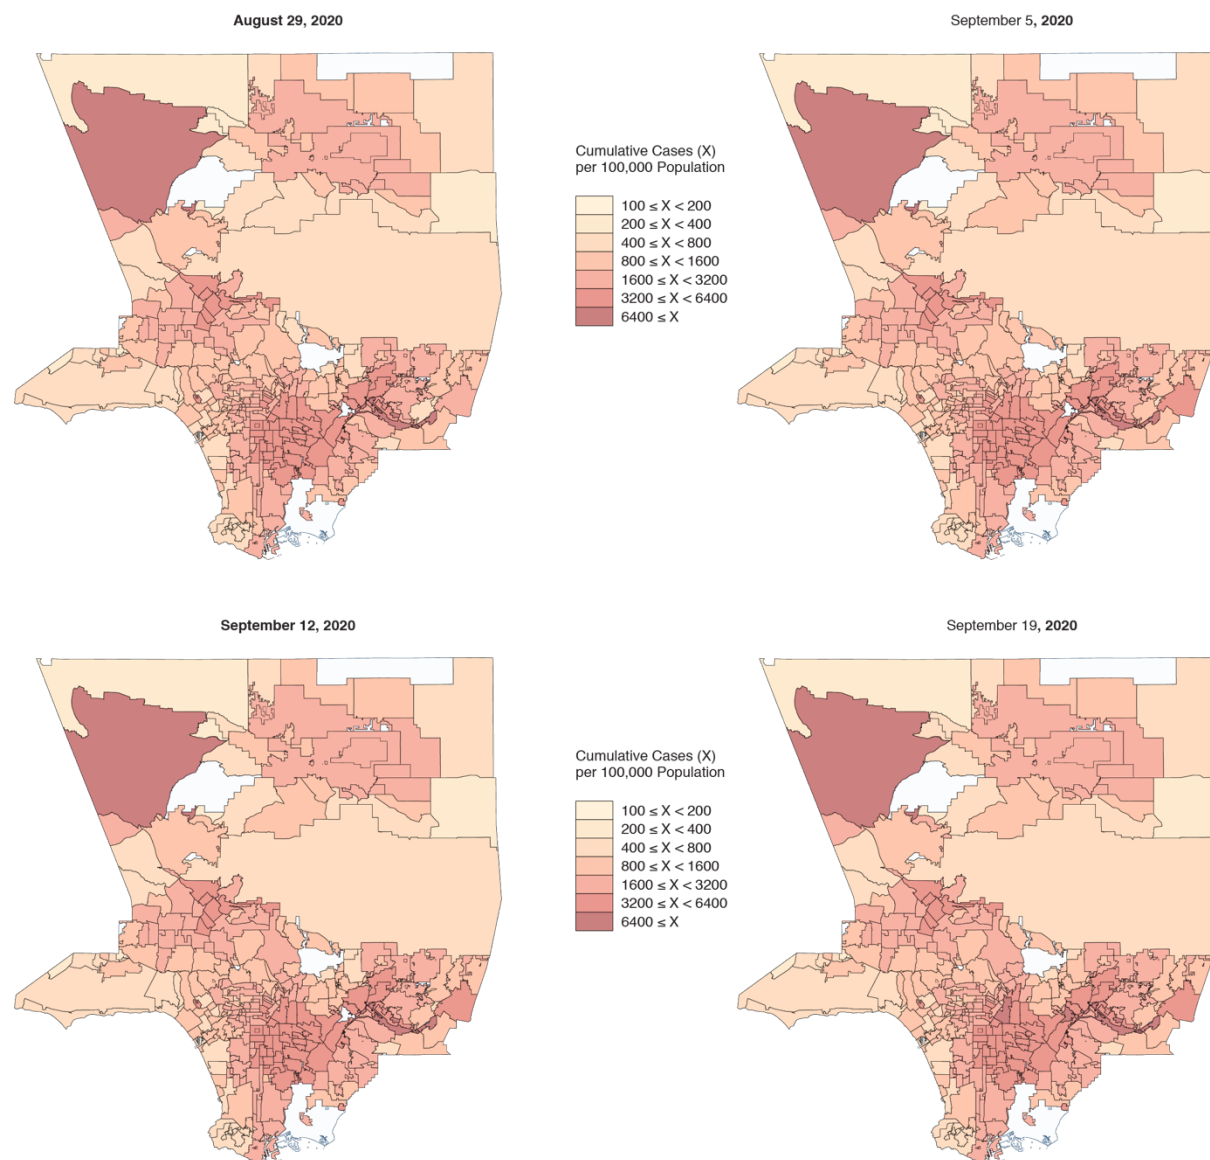 August 29, 2020
September 5, 2020
Cumulative Cases (X)
per 100,000 Population
100 ≤ X < 200
200 ≤ X < 400
400 ≤ X < 800
800 ≤ X < 1600
1600 ≤ X < 3200
3200 ≤ X < 6400
6400 ≤ X
September 12, 2020
September 19, 2020
Cumulative Cases (X)
per 100,000 Population
100 ≤ X < 200
200 ≤ X < 400
400 ≤ X < 800
800 ≤ X < 1600
1600 ≤ X < 3200
3200 ≤ X < 6400
6400 ≤ X